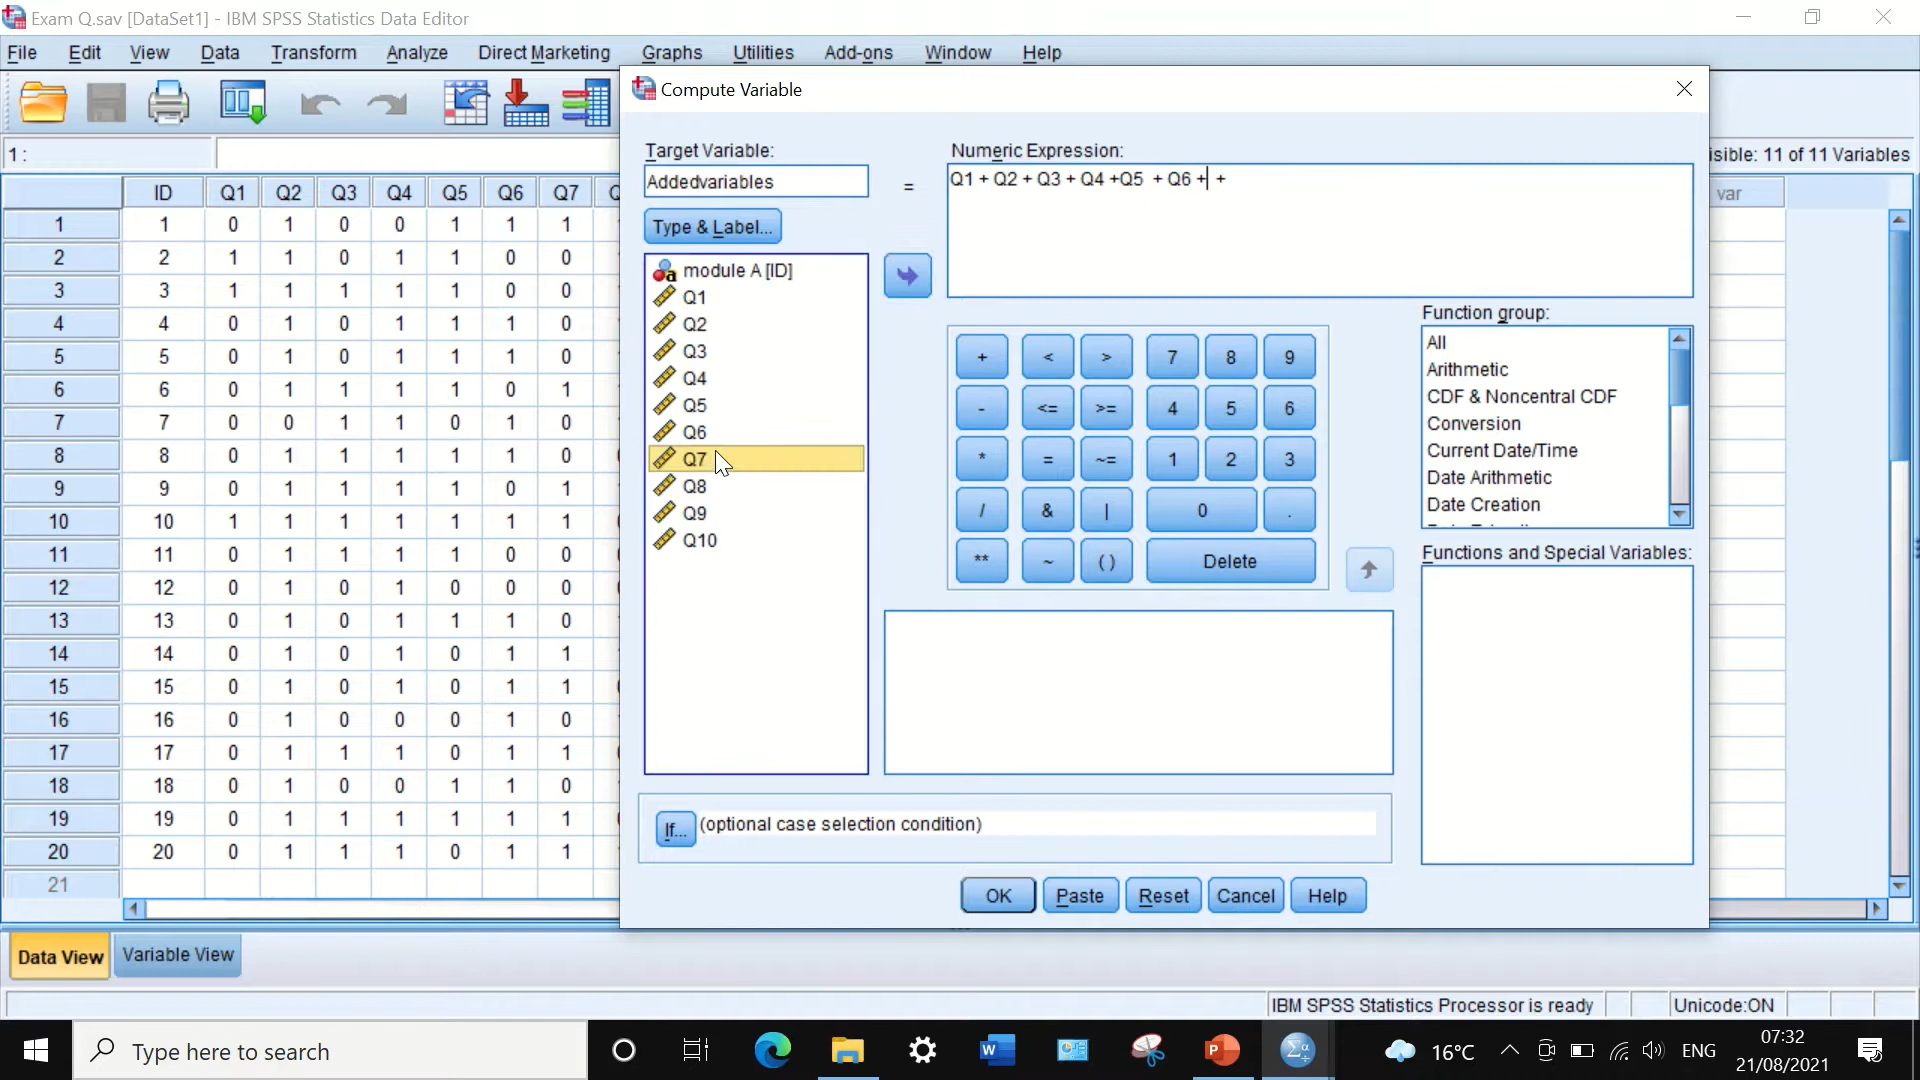 Exam Q.sav [DataSet1] - IBM SPSS Statistics Data Editor
File Edit View Data Transform Analyze Direct Marketing Graphs Utilities Add-ons Window Help
Compute Variable
1 :
isible: 11 of 11 Variables
Target Variable:
Addedvariables
=
Numeric Expression:
Q1 + Q2 + Q3 + Q4 +Q5 + Q6 + +
Type & Label...
ID Q1 Q2 Q3 Q4 Q5 Q6 Q7 Q var
1 1 0 1 0 0 1 1 1
2 2 1 1 0 1 1 0 0
3 3 1 1 1 1 1 0 0
4 4 0 1 0 1 1 1 0
5 5 0 1 0 1 1 1 0
6 6 0 1 1 1 1 0 1
7 7 0 0 1 1 0 1 0
8 8 0 1 1 1 1 1 0
9 9 0 1 1 1 1 0 1
10 10 1 1 1 1 1 1 1
11 11 0 1 1 1 1 0 0
12 12 0 1 0 1 0 0 0
13 13 0 1 0 1 1 1 0
14 14 0 1 0 1 0 1 1
15 15 0 1 0 1 0 1 1
16 16 0 1 0 0 0 1 0
17 17 0 1 1 1 0 1 1
18 18 0 1 0 0 1 1 0
19 19 0 1 1 1 1 1 1
20 20 0 1 1 1 0 1 1
21
module A [ID]
Q1
Q2
Q3
Q4
Q5
Q6
Q7
Q8
Q9
Q10
+ < > 7 8 9
- <= >= 4 5 6
* = ~= 1 2 3
/ & | 0 .
** ~ ( ) Delete
Function group:
All
Arithmetic
CDF & Noncentral CDF
Conversion
Current Date/Time
Date Arithmetic
Date Creation
Functions and Special Variables:
If... (optional case selection condition)
OK Paste Reset Cancel Help
Data View Variable View
IBM SPSS Statistics Processor is ready Unicode:ON
Type here to search
16°C ENG
07:32
21/08/2021